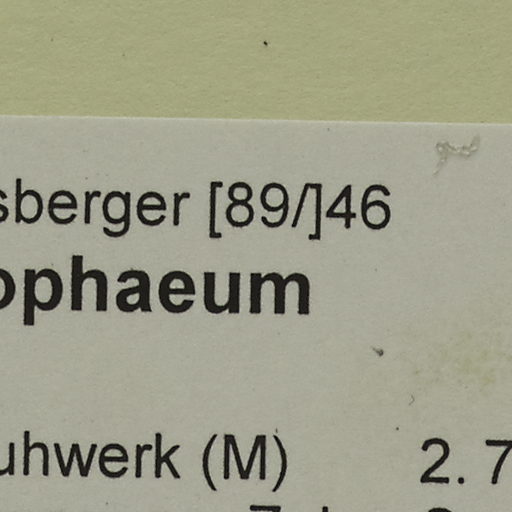 sberger [89/]46
ophaeum
uhwerk (M) 2. 7